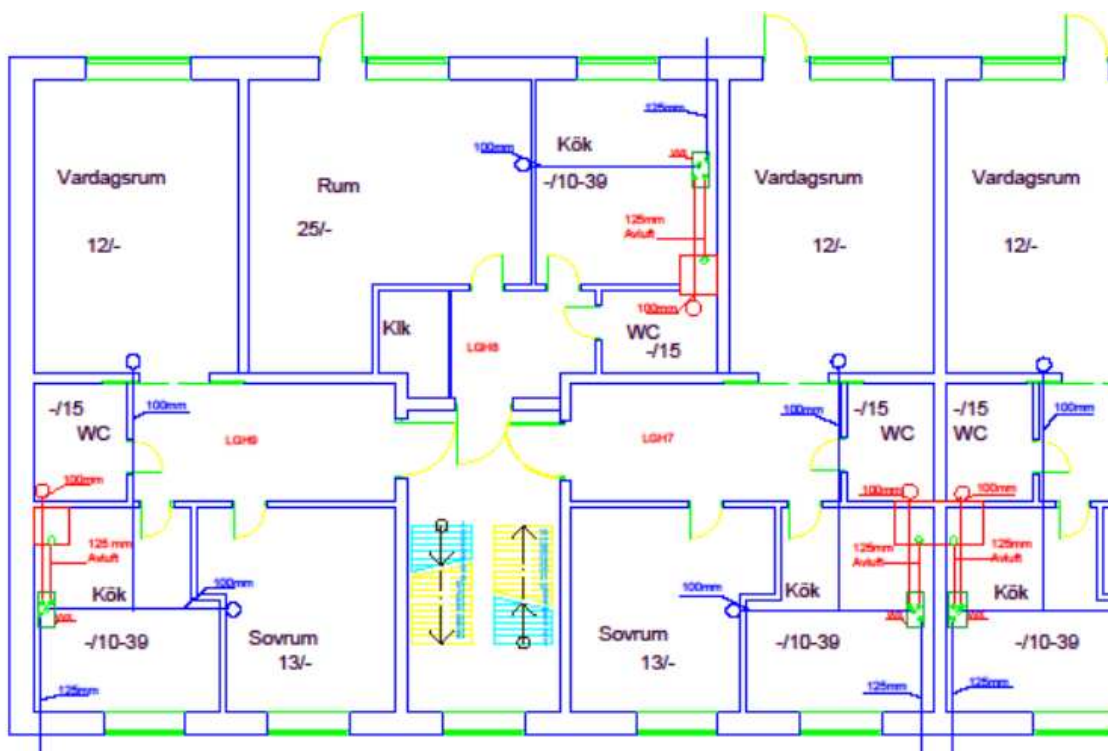 125mm
100mm
Kök
-/10-39
Vardagsrum
12/-
Rum
25/-
125mm
Avluft
100mm
Vardagsrum
12/-
Vardagsrum
12/-
Klk
LGH8
WC
-/15
-/15
WC
100mm
LGH9
LGH7
100mm
-/15
WC
-/15
WC
100mm
100mm
100mm
100mm
125 mm
Avluft
Kök
100mm
-/10-39
Sovrum
13/-
125mm
Sovrum
13/-
100mm
Kök
-/10-39
125mm
Avluft
125mm
125mm
Avluft
Kök
-/10-39
125mm